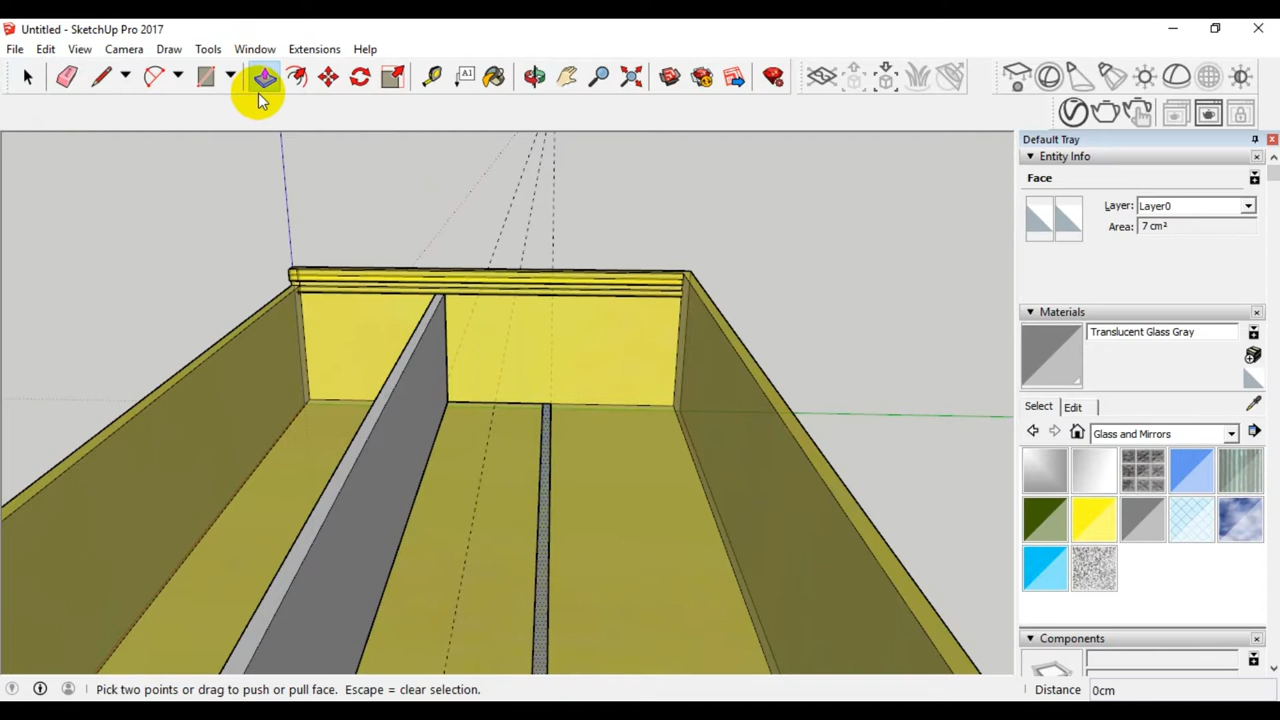 Untitled - SketchUp Pro 2017
File Edit View Camera Draw Tools Window Extensions Help
A1
Default Tray
Entity Info
Face
Layer: Layer0
Area: 7 cm²
Materials
Translucent Glass Gray
Select Edit
Glass and Mirrors
Components
Pick two points or drag to push or pull face. Escape = clear selection.
Distance 0cm